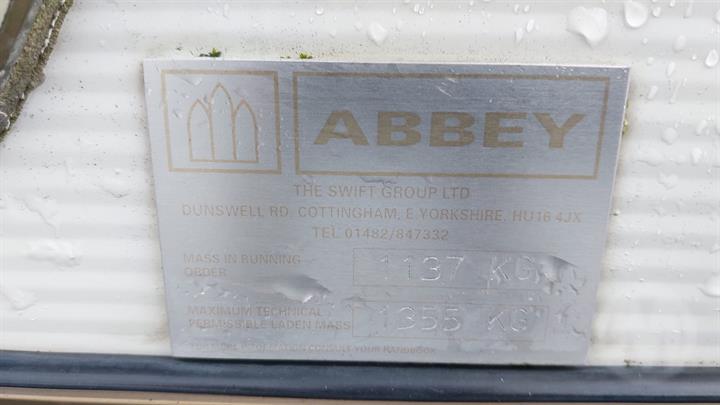 ABBEY
THE SWIFT GROUP LTD
DUNSWELL RD, COTTINGHAM, E.YORKSHIRE, HU16 4JX
TEL 01482/847332
MASS IN RUNNING
ORDER
1137 KG
MAXIMUM TECHNICAL
PERMISSIBLE LADEN MASS
1355 KG
CONSULT YOUR HANDBOOK